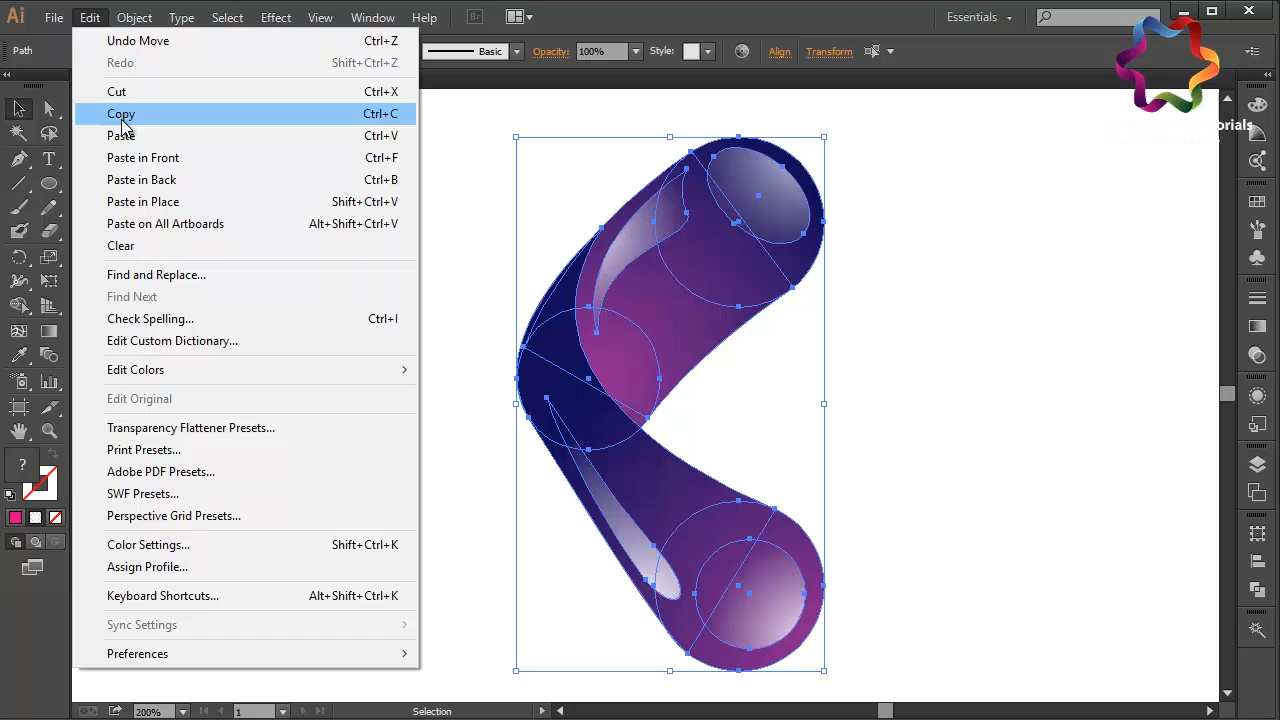 Ai File Edit Object Type Select Effect View Window Help Br Essentials
Path Basic Opacity: 100% Style: Align Transform
Undo Move Ctrl+Z
Redo Shift+Ctrl+Z
Cut Ctrl+X
Copy Ctrl+C
Paste Ctrl+V
Paste in Front Ctrl+F
Paste in Back Ctrl+B
Paste in Place Shift+Ctrl+V
Paste on All Artboards Alt+Shift+Ctrl+V
Clear
Find and Replace...
Find Next
Check Spelling... Ctrl+I
Edit Custom Dictionary...
Edit Colors
Edit Original
Transparency Flattener Presets...
Print Presets...
Adobe PDF Presets...
SWF Presets...
Perspective Grid Presets...
Color Settings... Shift+Ctrl+K
Assign Profile...
Keyboard Shortcuts... Alt+Shift+Ctrl+K
Sync Settings
Preferences
?
200% 1 Selection